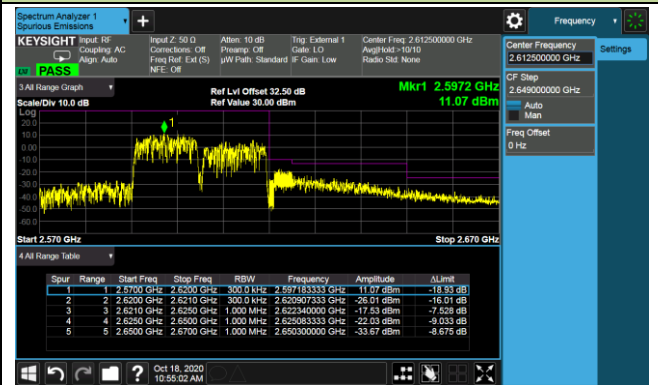 Spectrum Analyzer 1
Spurious Emissions
Frequency
KEYSIGHT
Input: RF
Coupling: AC
Align: Auto
Input Z: 50 Ω
Corrections: Off
Freq Ref: Ext (S)
NFE: Off
Atten: 10 dB
Preamp: Off
µW Path: Standard
Trig: External 1
Gate: LO
IF Gain: Low
Center Freq: 2.612500000 GHz
Avg|Hold:>10/10
Radio Std: None
PASS
Center Frequency
2.612500000 GHz
Settings
CF Step
2.649000000 GHz
Auto
Man
Freq Offset
0 Hz
3 All Range Graph
Scale/Div 10.0 dB
Ref Lvl Offset 32.50 dB
Ref Value 30.00 dBm
Mkr1 2.5972 GHz
11.07 dBm
Log
20.0
10.0
0.00
-10.0
-20.0
-30.0
-40.0
-50.0
-60.0
1
Start 2.570 GHz
Stop 2.670 GHz
4 All Range Table
Spur Range Start Freq Stop Freq RBW Frequency Amplitude ΔLimit
1 1 2.5700 GHz 2.6200 GHz 300.0 kHz 2.597183333 GHz 11.07 dBm -18.93 dB
2 2 2.6200 GHz 2.6210 GHz 300.0 kHz 2.620907333 GHz -26.01 dBm -16.01 dB
3 3 2.6210 GHz 2.6250 GHz 1.000 MHz 2.622340000 GHz -17.53 dBm -7.528 dB
4 4 2.6250 GHz 2.6500 GHz 1.000 MHz 2.625083333 GHz -22.03 dBm -9.033 dB
5 5 2.6500 GHz 2.6700 GHz 1.000 MHz 2.650300000 GHz -33.67 dBm -8.675 dB
?
Oct 18, 2020
10:55:02 AM